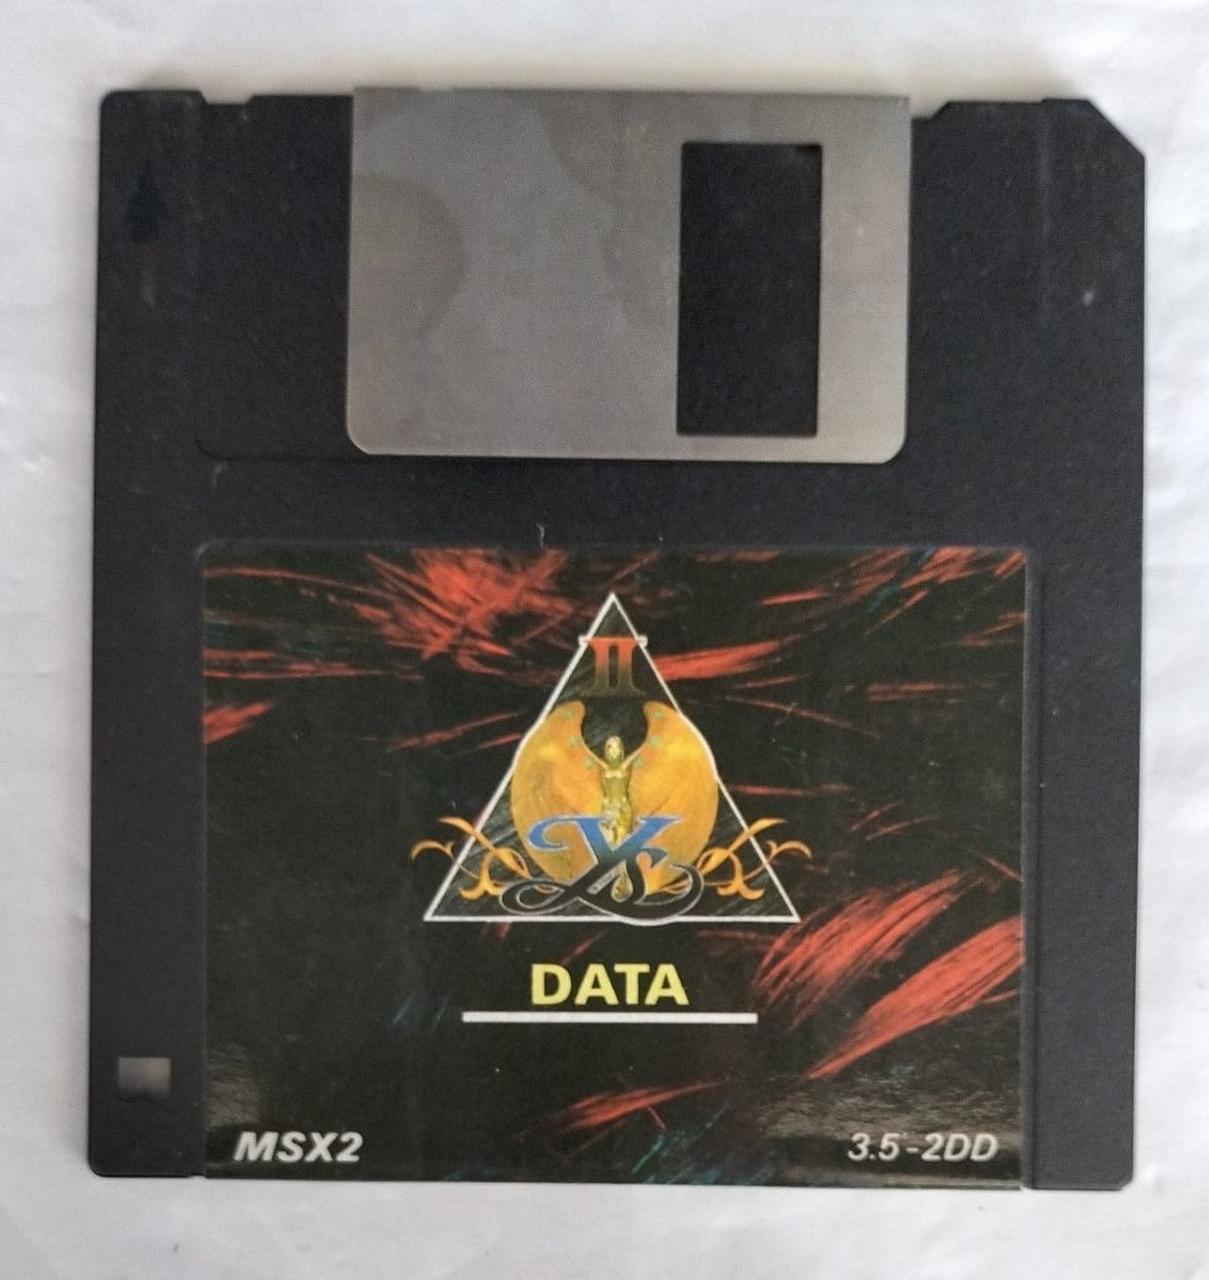 II
Ys
DATA
MSX2
3.5"-2DD